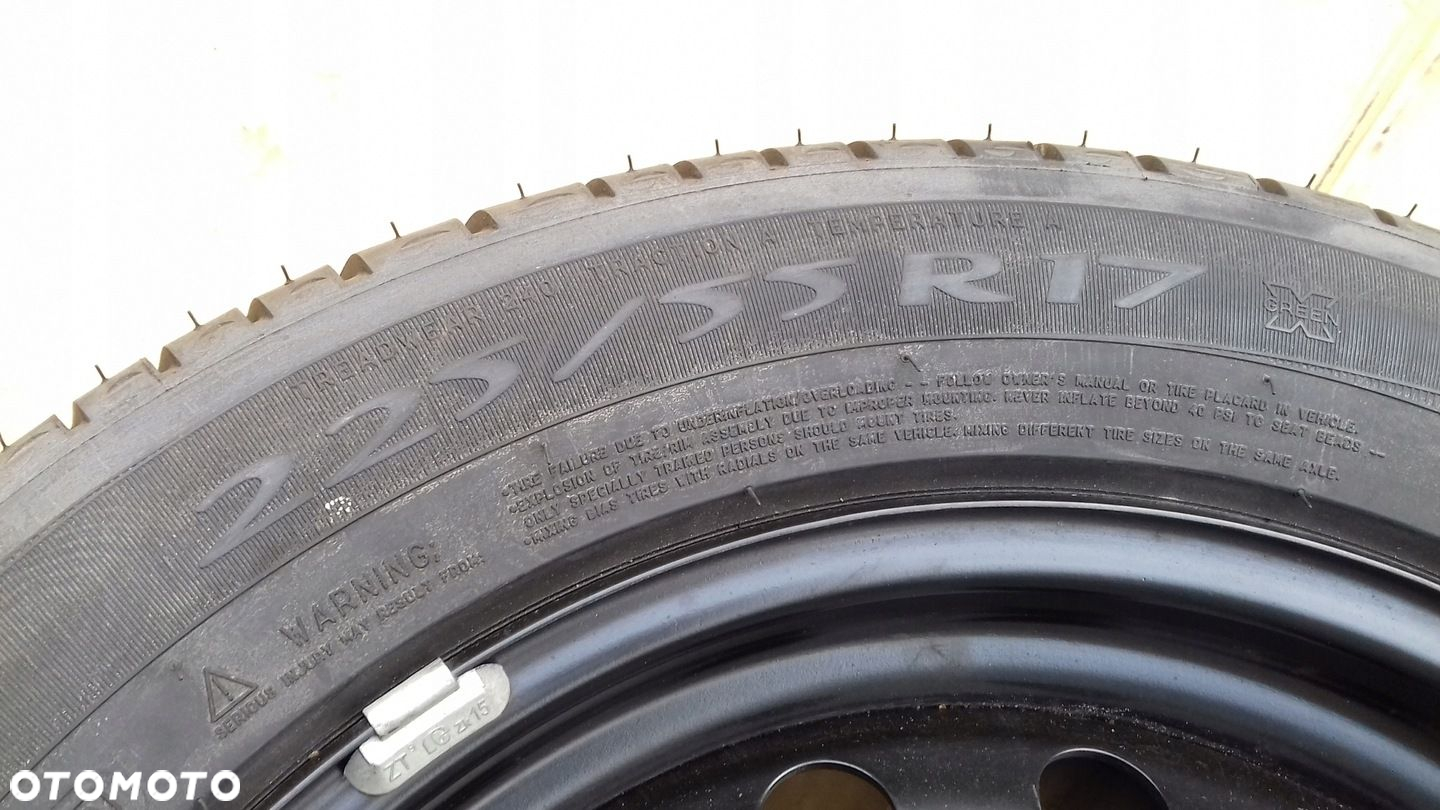 TREADWEAR 240 TRACTION A TEMPERATURE A
225/55 R17
GREEN X
WARNING:
SERIOUS INJURY MAY RESULT FROM:
•TIRE FAILURE DUE TO UNDERINFLATION/OVERLOADING -- FOLLOW OWNER'S MANUAL OR TIRE PLACARD IN VEHICLE.
•EXPLOSION OF TIRE/RIM ASSEMBLY DUE TO IMPROPER MOUNTING. NEVER INFLATE BEYOND 40 PSI TO SEAT BEADS --
ONLY SPECIALLY TRAINED PERSONS SHOULD MOUNT TIRES.
•MIXING BIAS TIRES WITH RADIALS ON THE SAME VEHICLE/MIXING DIFFERENT TIRE SIZES ON THE SAME AXLE.
OTOMOTO